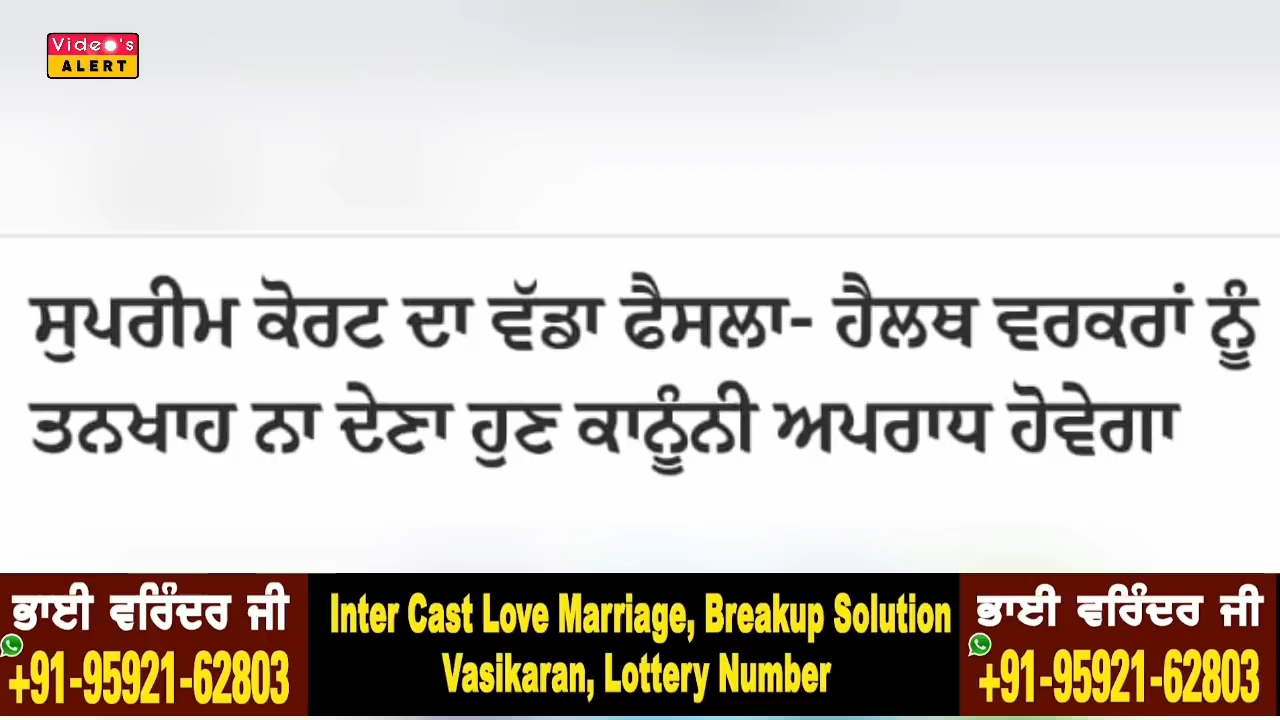 Video's
ALERT
ਸੁਪਰੀਮ ਕੋਰਟ ਦਾ ਵੱਡਾ ਫੈਸਲਾ- ਹੈਲਥ ਵਰਕਰਾਂ ਨੂੰ
ਤਨਖਾਹ ਨਾ ਦੇਣਾ ਹੁਣ ਕਾਨੂੰਨੀ ਅਪਰਾਧ ਹੋਵੇਗਾ
ਭਾਈ ਵਰਿੰਦਰ ਜੀ
+91-95921-62803
Inter Cast Love Marriage, Breakup Solution
Vasikaran, Lottery Number
ਭਾਈ ਵਰਿੰਦਰ ਜੀ
+91-95921-62803